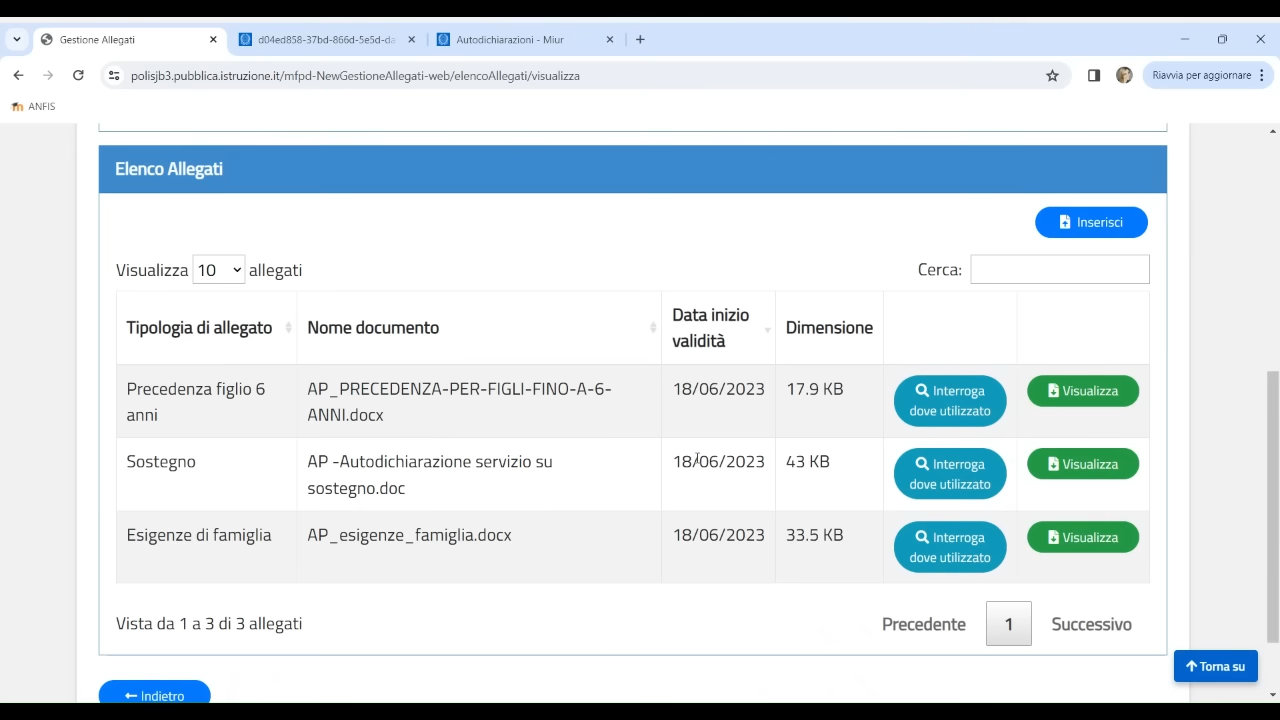 Gestione Allegati
d04ed858-37bd-866d-5e5d-da
Autodichiarazioni - Miur
polisjb3.pubblica.istruzione.it/mfpd-NewGestioneAllegati-web/elencoAllegati/visualizza
Riavvia per aggiornare
ANFIS
Elenco Allegati
Inserisci
Visualizza 10 allegati
Cerca:
Tipologia di allegato
Nome documento
Data inizio
validità
Dimensione
Precedenza figlio 6
anni
AP_PRECEDENZA-PER-FIGLI-FINO-A-6-
ANNI.docx
18/06/2023
17.9 KB
Interroga
dove utilizzato
Visualizza
Sostegno
AP -Autodichiarazione servizio su
sostegno.doc
18/06/2023
43 KB
Interroga
dove utilizzato
Visualizza
Esigenze di famiglia
AP_esigenze_famiglia.docx
18/06/2023
33.5 KB
Interroga
dove utilizzato
Visualizza
Vista da 1 a 3 di 3 allegati
Precedente
1
Successivo
Torna su
Indietro